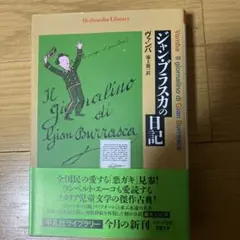 Heibonsha Library
ジャン・ブラスカの日記
ヴァンバ
Vamba Il giornalino di Gian Burrasca
Il
giornalino
di
Gian Burrasca
全国民の愛する「悪ガキ」見参!
ウンベルト・エーコも愛読する
イタリア児童文学の傑作古典!
平凡社ライブラリー
今月の新刊